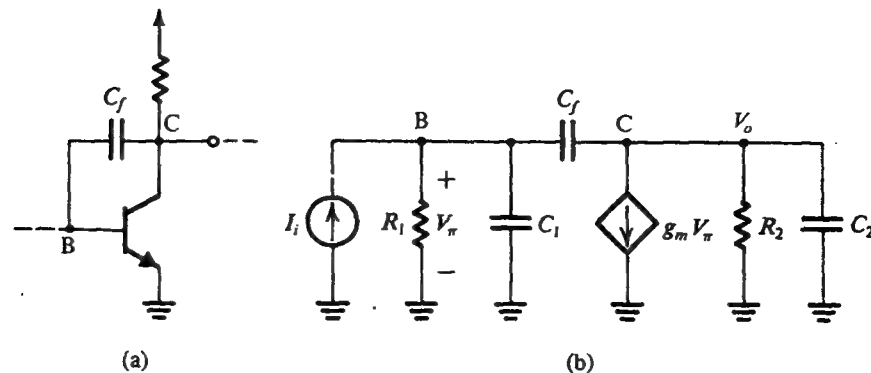 C_f
C
B
(a)
B
C_f
C
V_o
I_i
R_1
+
V_π
−
C_1
g_m V_π
R_2
C_2
(b)